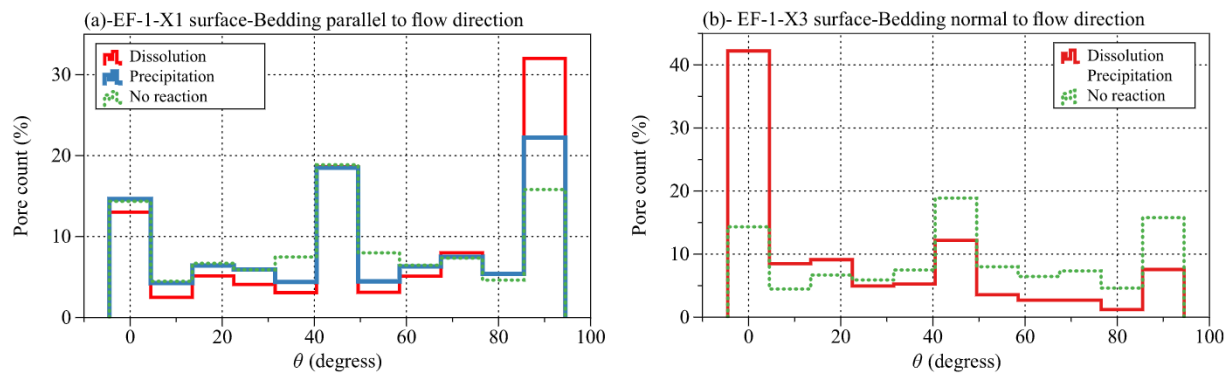 (a)-EF-1-X1 surface-Bedding parallel to flow direction)
Dissolution
Precipitation
No reaction
30
20
10
0
Pore count (%)
0 20 40 60 80 100
θ (degress)
(b)- EF-1-X3 surface-Bedding normal to flow direction
Dissolution
Precipitation
No reaction
40
30
20
10
0
Pore count (%)
0 20 40 60 80 100
θ (degress)